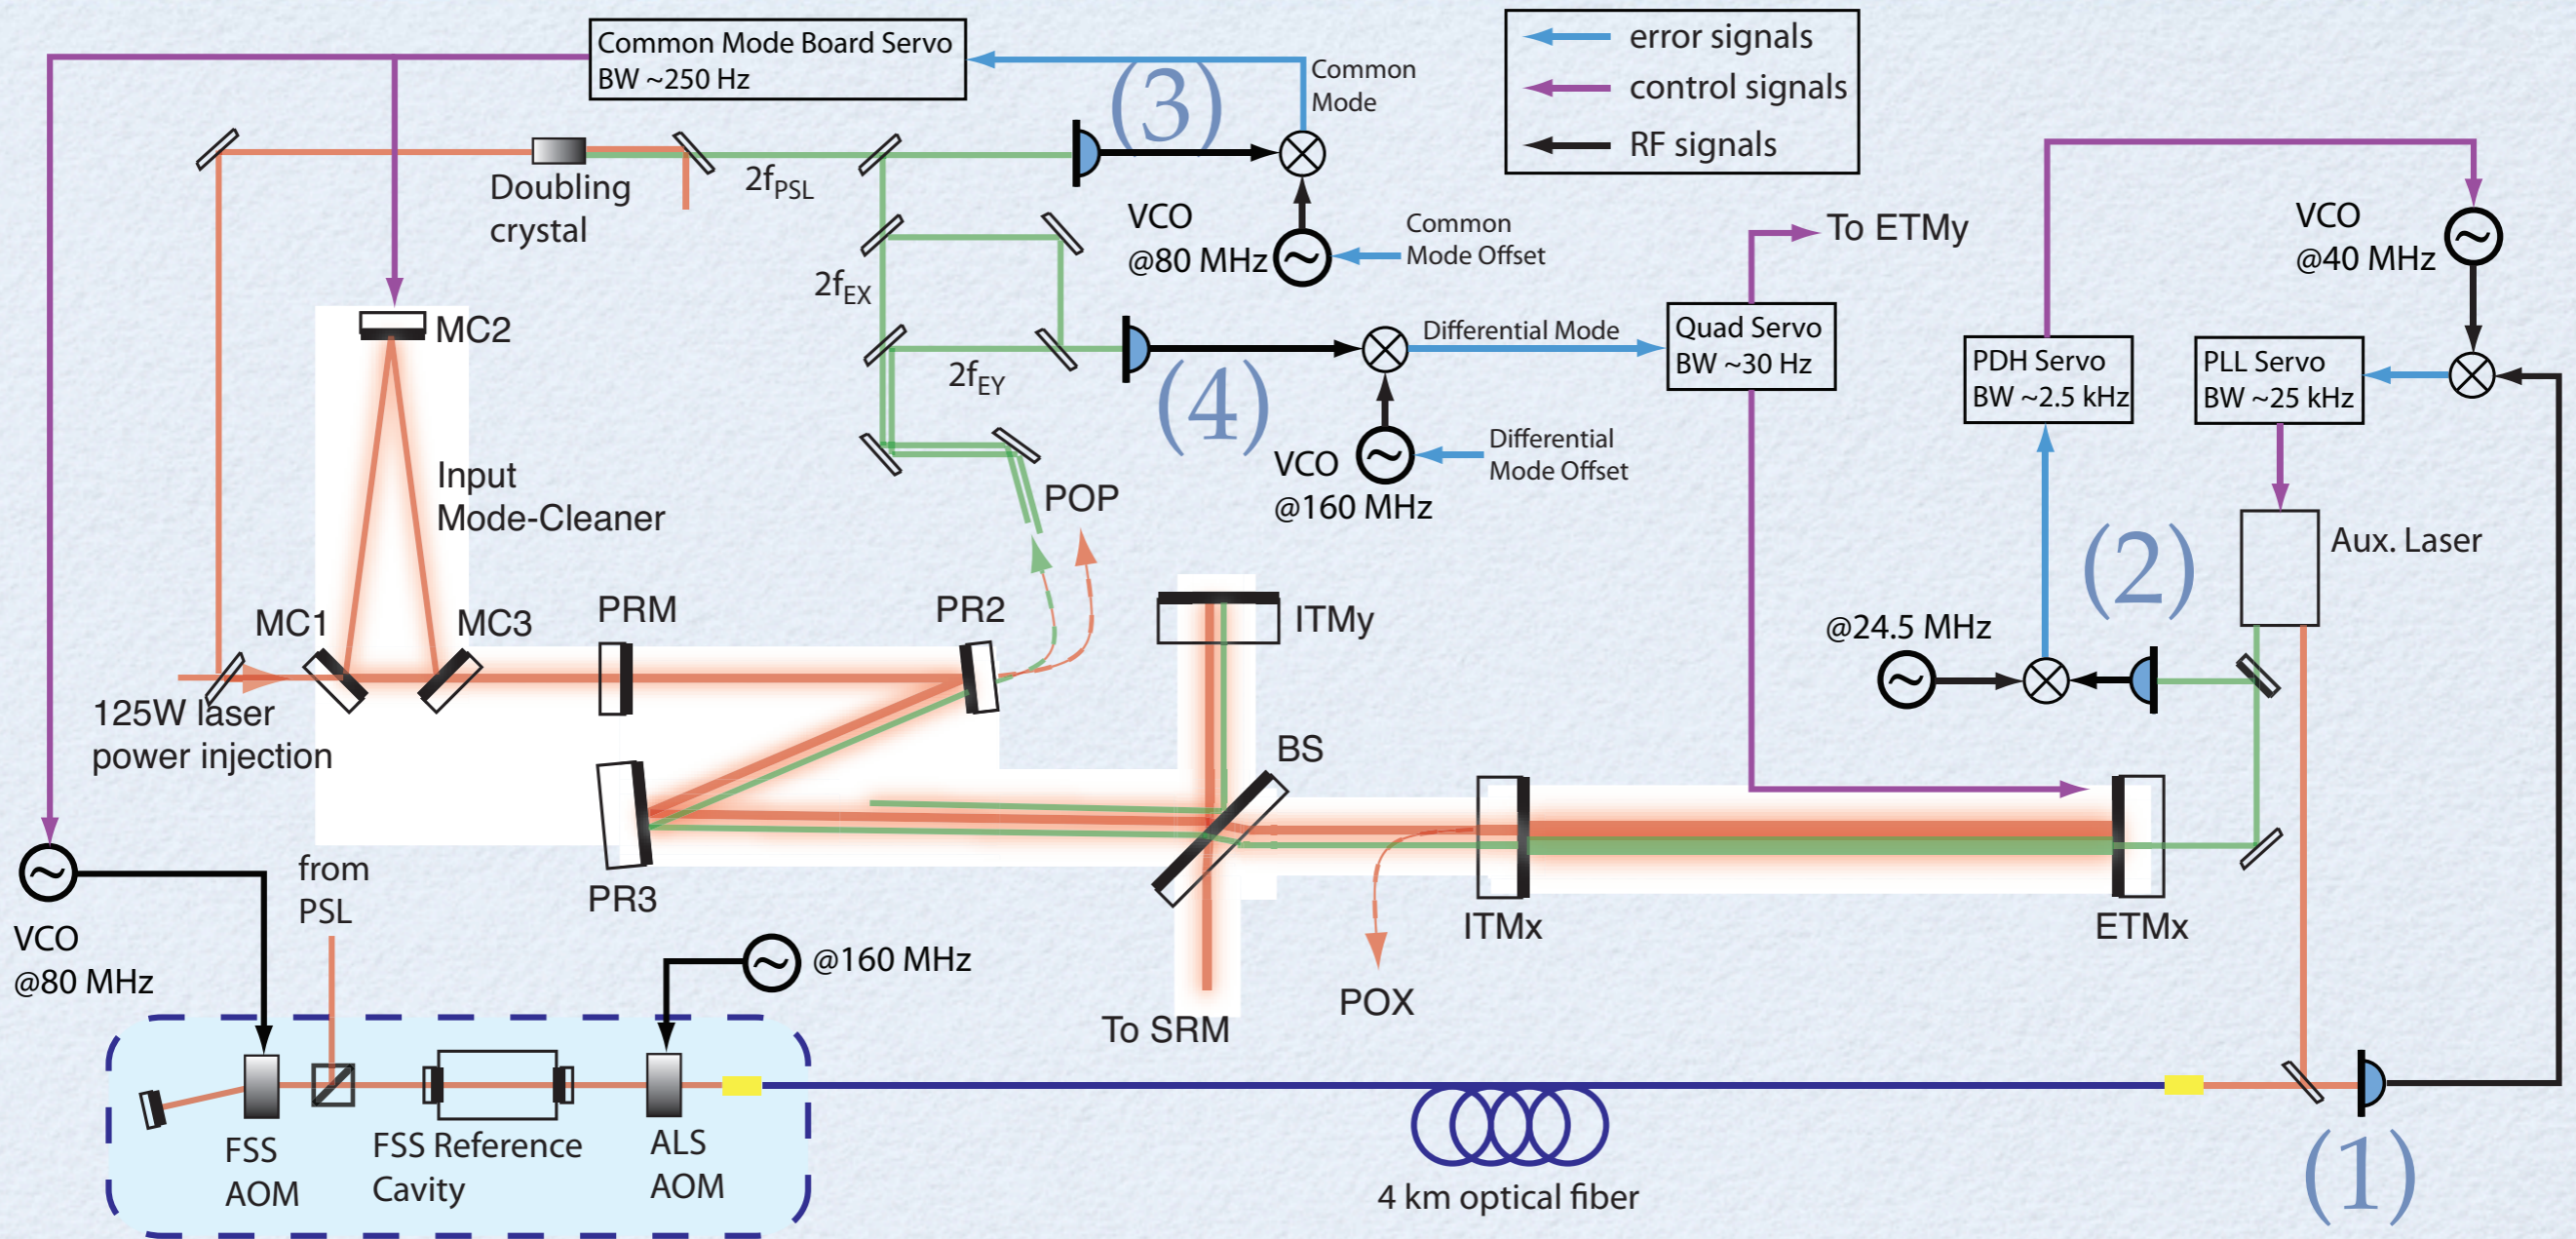 Common Mode Board Servo
BW ~250 Hz
Common
Mode
(3)
error signals
control signals
RF signals
Doubling
crystal
2fPSL
VCO
@80 MHz
Common
Mode Offset
To ETMy
VCO
@40 MHz
2fEX
MC2
Differential Mode
Quad Servo
BW ~30 Hz
PDH Servo
BW ~2.5 kHz
PLL Servo
BW ~25 kHz
2fEY
(4)
Differential
Mode Offset
VCO
@160 MHz
Input
Mode-Cleaner
POP
(2)
Aux. Laser
MC1
MC3
PRM
PR2
ITMy
@24.5 MHz
125W laser
power injection
BS
PR3
from
PSL
ITMx
ETMx
VCO
@80 MHz
@160 MHz
POX
To SRM
FSS
AOM
FSS Reference
Cavity
ALS
AOM
4 km optical fiber
(1)